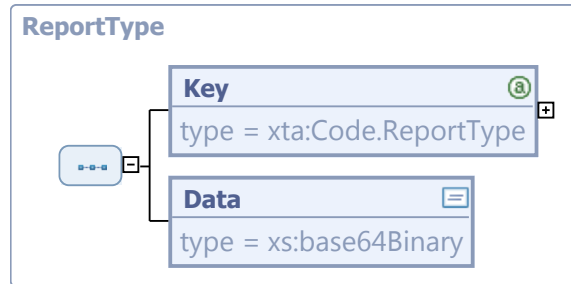 ReportType
Key
type = xta:Code.ReportType
Data
type = xs:base64Binary